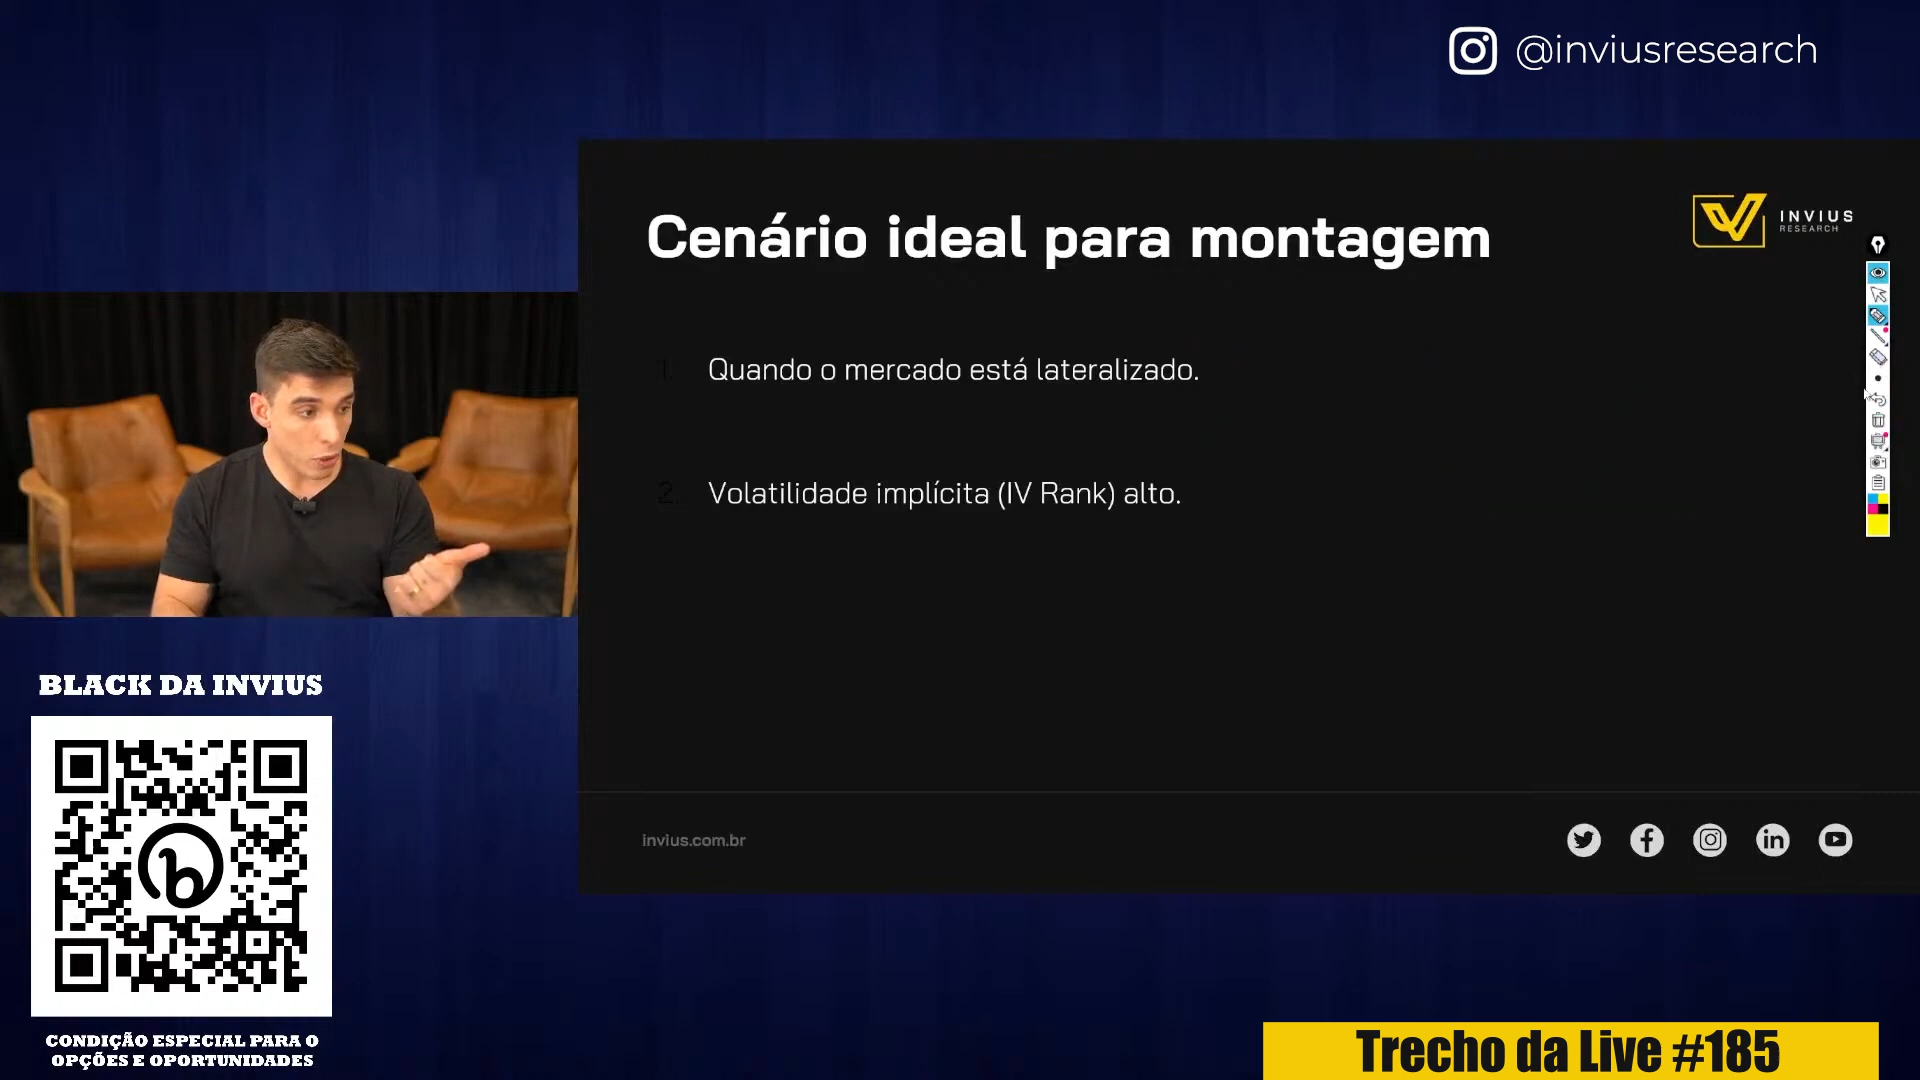 @inviusresearch
Cenário ideal para montagem
INVIUS
RESEARCH
1. Quando o mercado está lateralizado.
2. Volatilidade implícita (IV Rank) alto.
BLACK DA INVIUS
invius.com.br
CONDIÇÃO ESPECIAL PARA O
OPÇÕES E OPORTUNIDADES
Trecho da Live #185